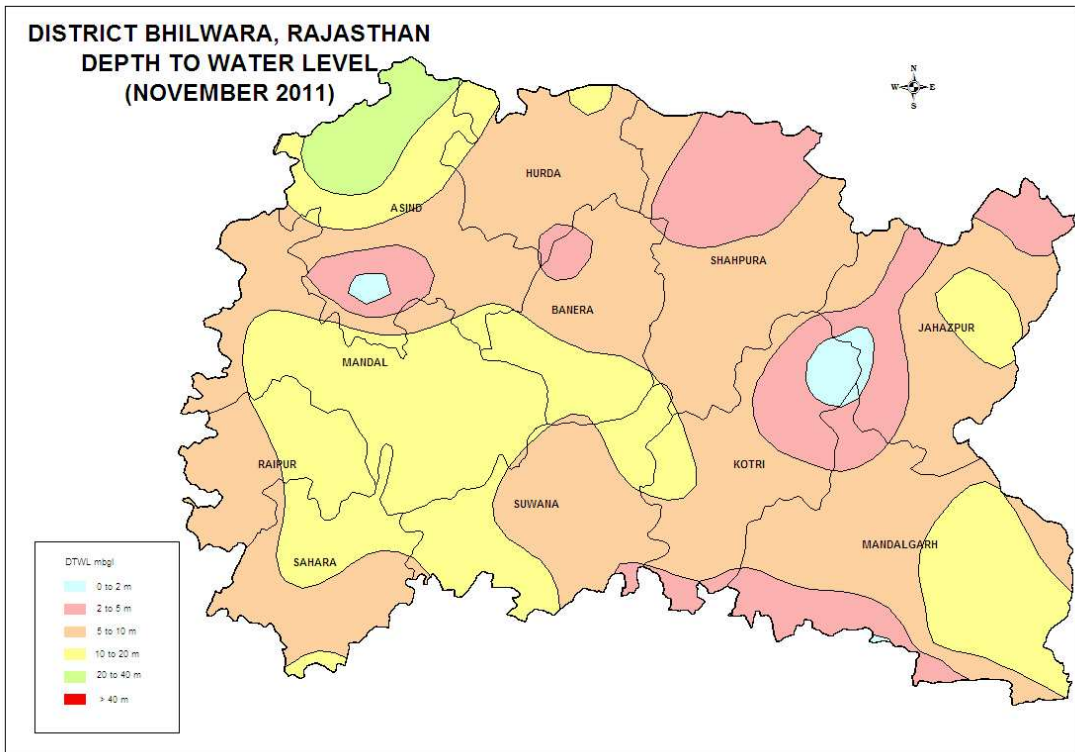 DISTRICT BHILWARA, RAJASTHAN
DEPTH TO WATER LEVEL
(NOVEMBER 2011)
N
W E
S
HURDA
ASIND
SHAHPURA
BANERA
JAHAZPUR
MANDAL
RAIPUR
KOTRI
SUWANA
MANDALGARH
SAHARA
DTWL mbgl
0 to 2 m
2 to 5 m
5 to 10 m
10 to 20 m
20 to 40 m
> 40 m